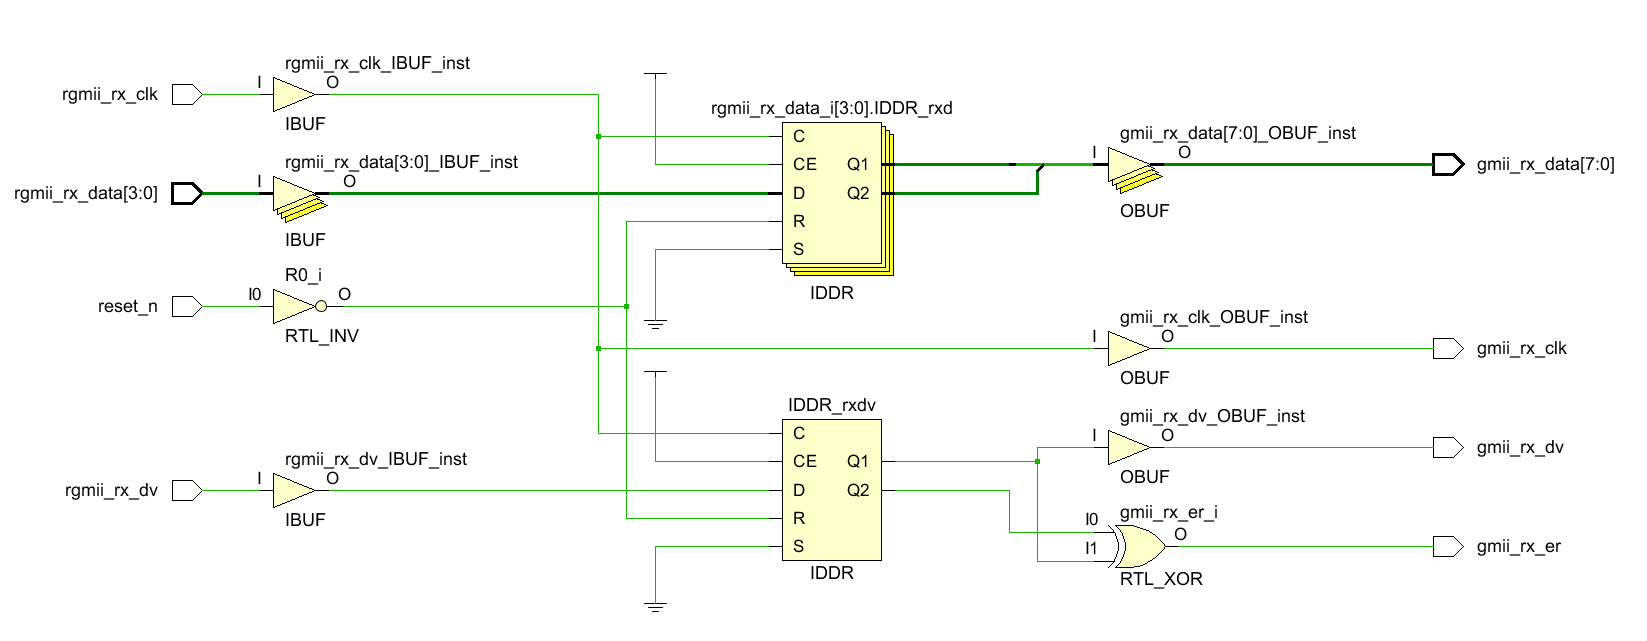 rgmii_rx_clk_IBUF_inst
rgmii_rx_clk
I
O
IBUF
rgmii_rx_data[3:0]_IBUF_inst
rgmii_rx_data[3:0]
I
O
IBUF
R0_i
reset_n
I0
O
RTL_INV
rgmii_rx_dv_IBUF_inst
rgmii_rx_dv
I
O
IBUF
rgmii_rx_data_i[3:0].IDDR_rxd
C
CE
Q1
D
Q2
R
S
IDDR
IDDR_rxdv
C
CE
Q1
D
Q2
R
S
IDDR
gmii_rx_data[7:0]_OBUF_inst
I
O
gmii_rx_data[7:0]
OBUF
gmii_rx_clk_OBUF_inst
I
O
gmii_rx_clk
OBUF
gmii_rx_dv_OBUF_inst
I
O
gmii_rx_dv
OBUF
gmii_rx_er_i
I0
O
I1
gmii_rx_er
RTL_XOR